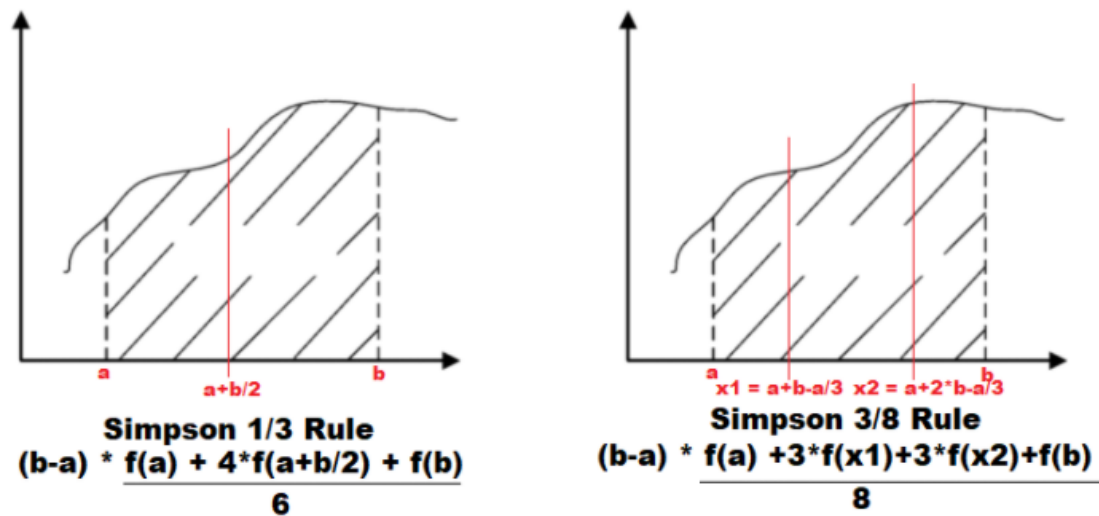 a
a+b/2
b
Simpson 1/3 Rule
(b-a) * f(a) + 4*f(a+b/2) + f(b)
6
a
x1 = a+b-a/3 x2 = a+2*b-a/3
b
Simpson 3/8 Rule
(b-a) * f(a) +3*f(x1)+3*f(x2)+f(b)
8